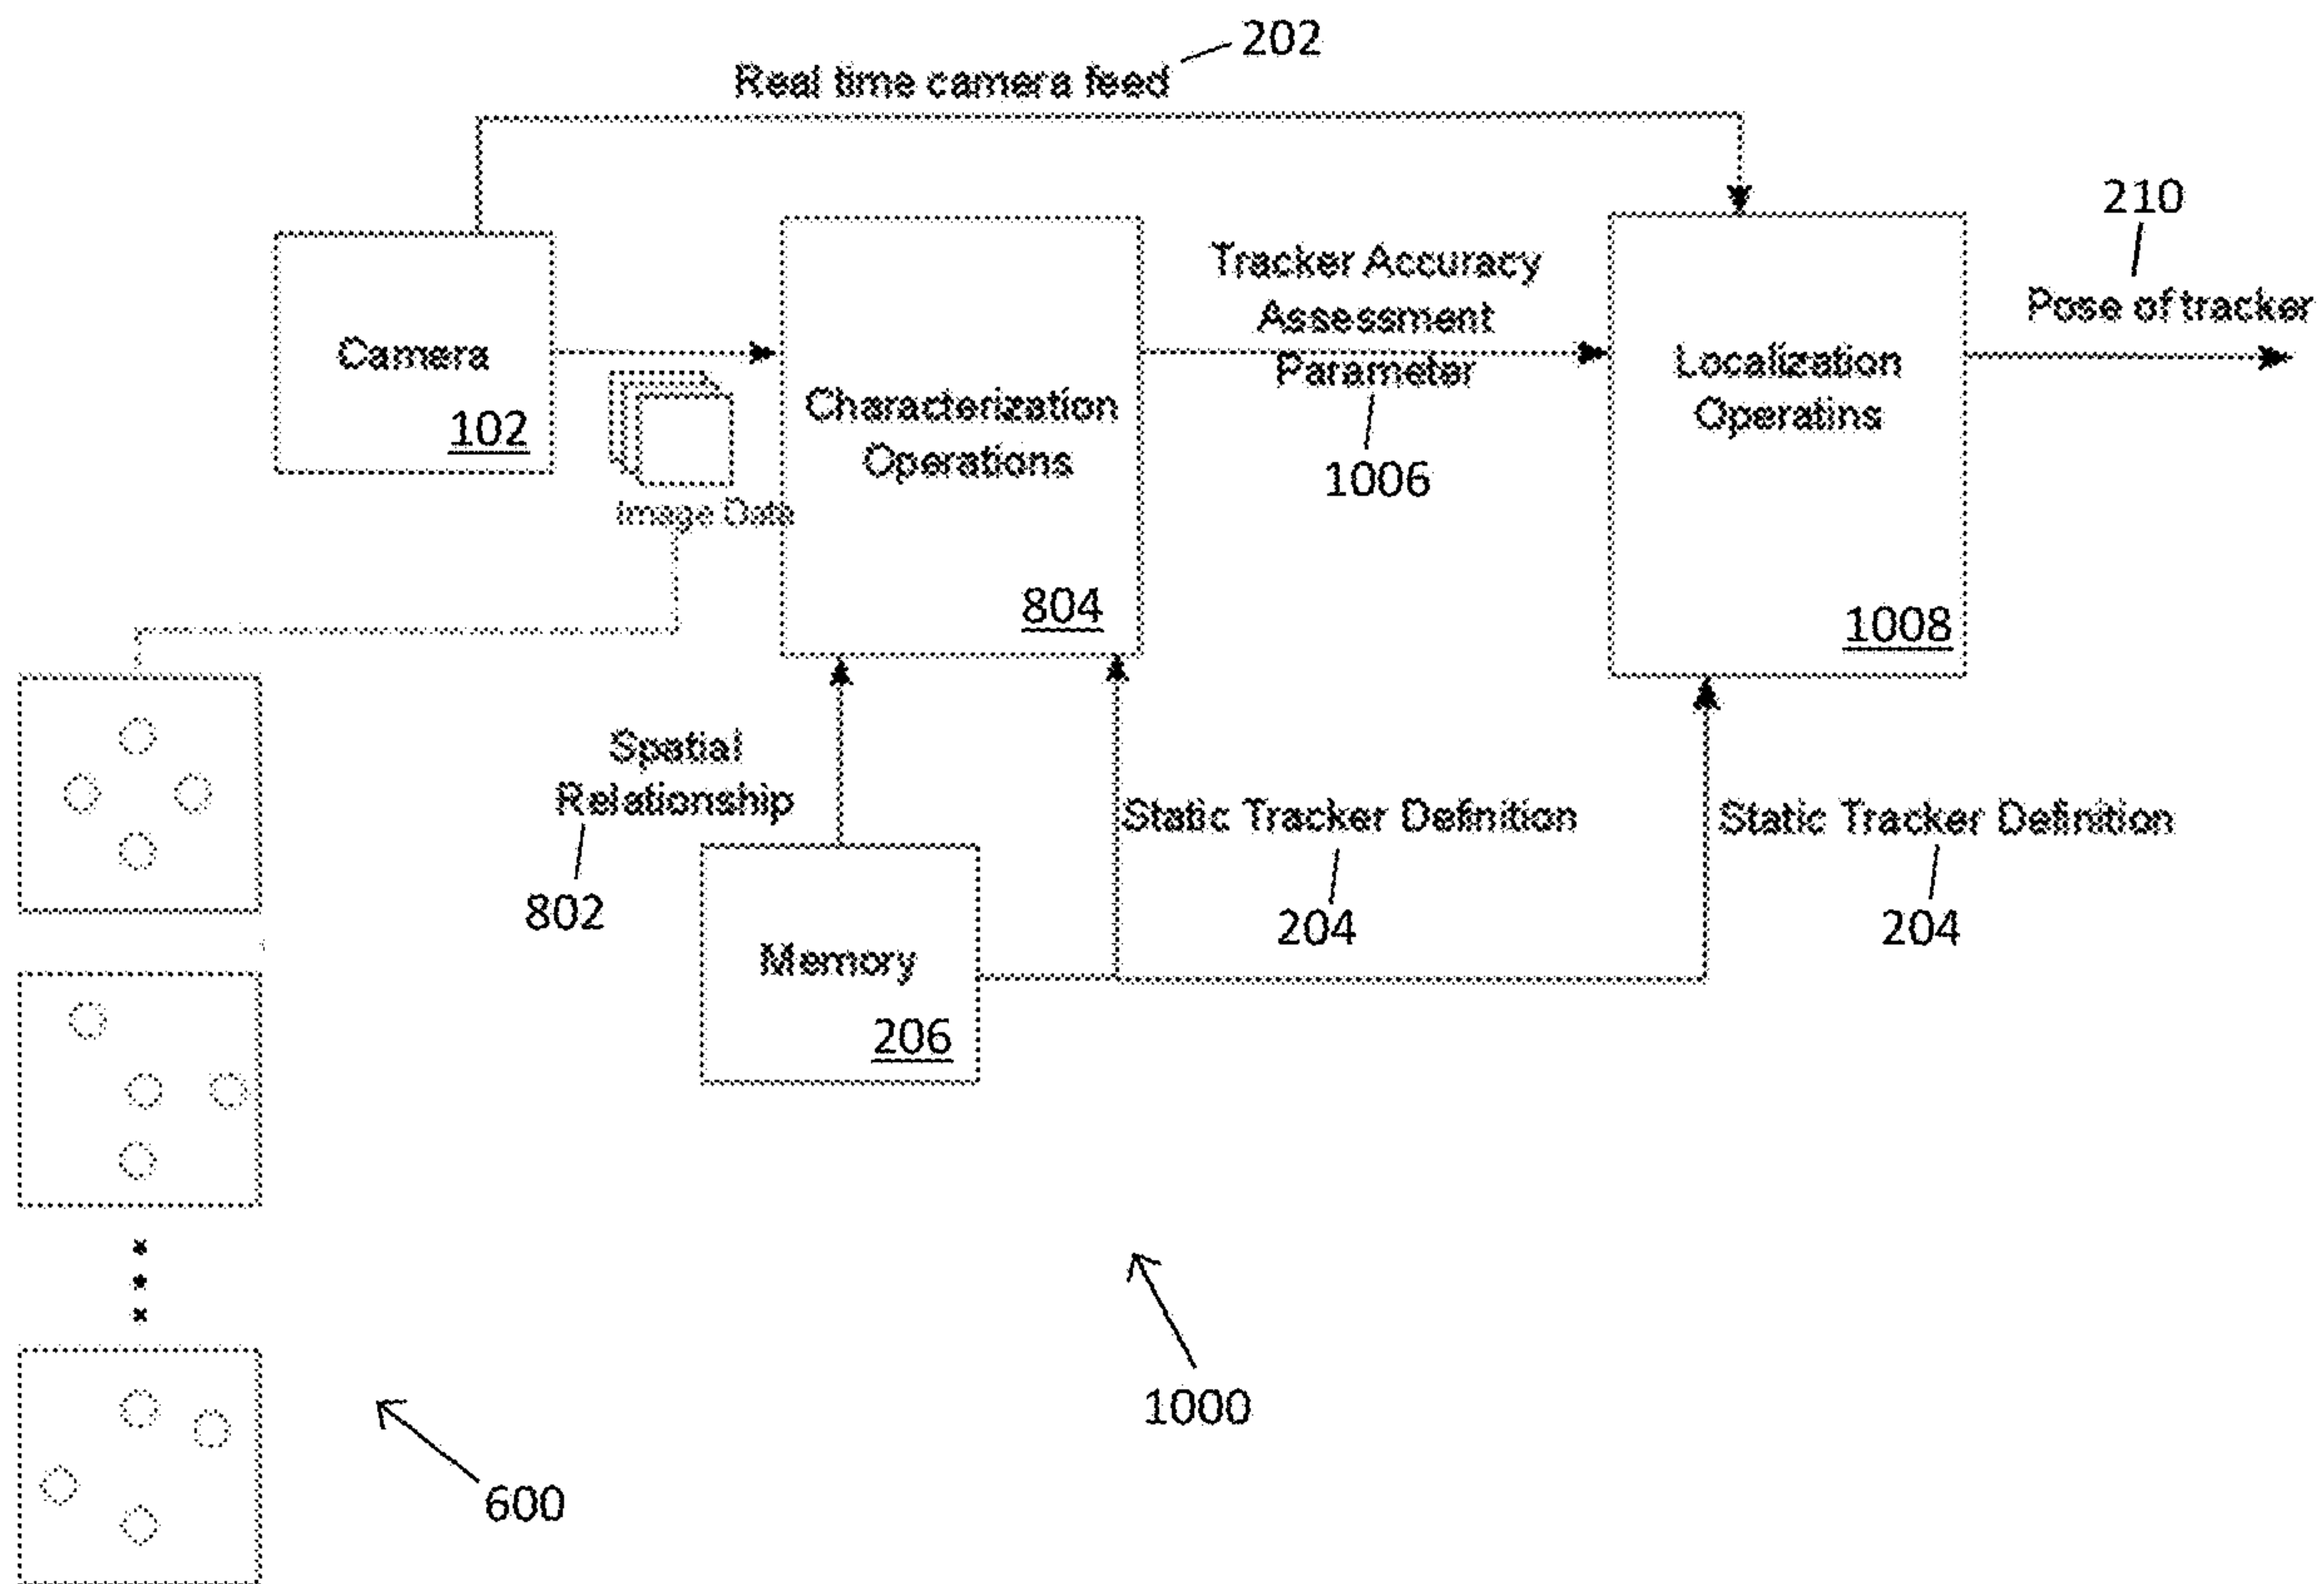 202
Real time camera feed
210
Pose of tracker
Camera
102
Image Data
Characterization
Operations
804
Tracker Accuracy
Assessment
Parameter
1006
Localization
Operatins
1008
Spatial
Relationship
802
Memory
206
Static Tracker Definition
204
Static Tracker Definition
204
1000
600